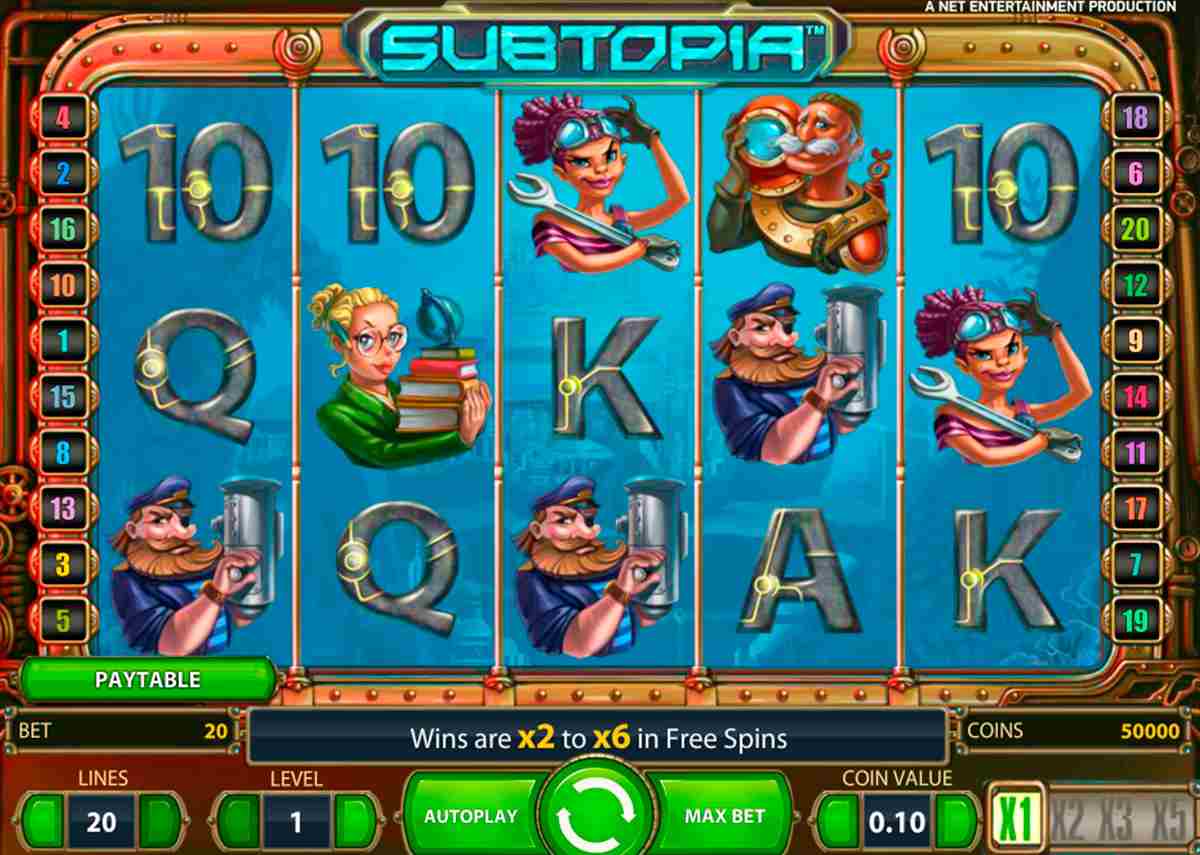 A NET ENTERTAINMENT PRODUCTION
SUBTOPIA™
4
18
10
10
10
2
6
16
20
10
12
1
9
Q
K
15
14
8
11
13
17
3
7
Q
A
K
5
19
PAYTABLE
BET 20
Wins are x2 to x6 in Free Spins
COINS 50000
LINES
LEVEL
COIN VALUE
20
1
AUTOPLAY
MAX BET
0.10
X1 X2 X3 X5